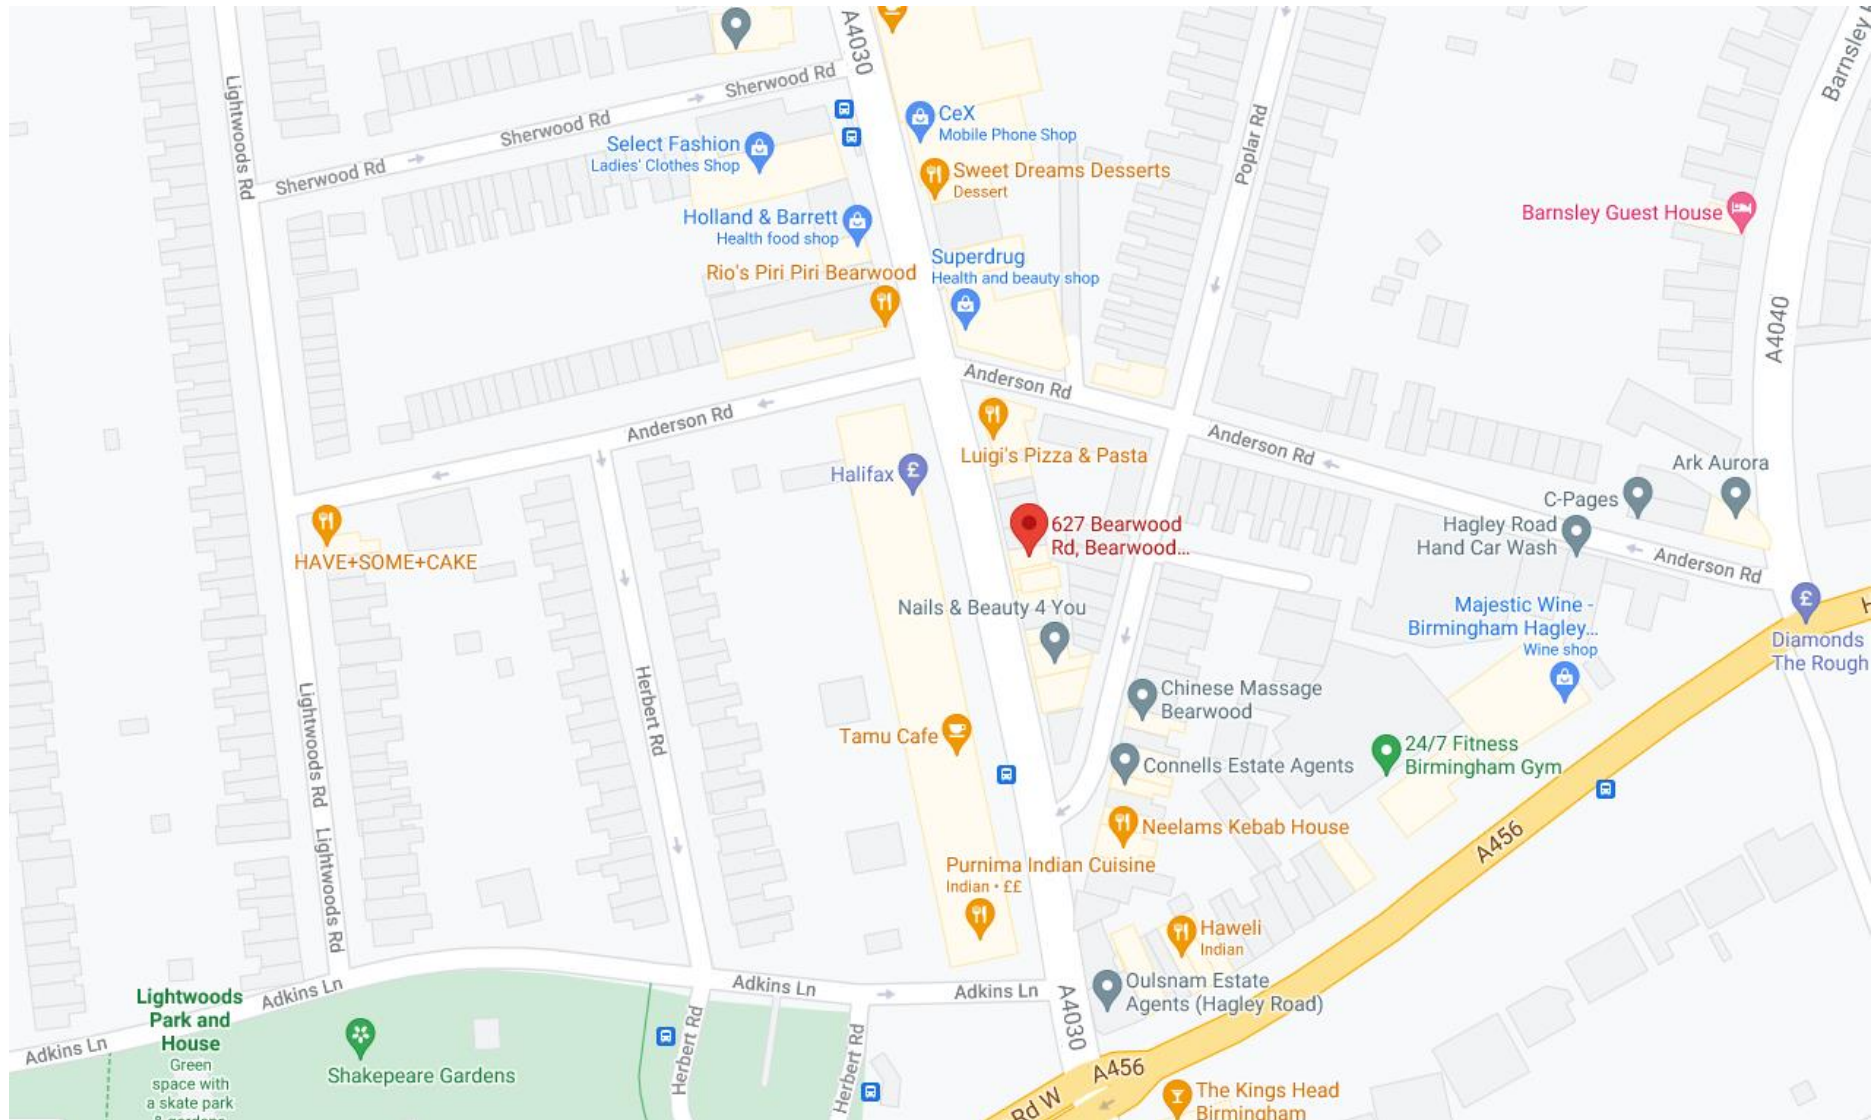 A4030
Sherwood Rd
Sherwood Rd
Sherwood Rd
Lightwoods Rd
Select Fashion
Ladies' Clothes Shop
CeX
Mobile Phone Shop
Sweet Dreams Desserts
Dessert
Poplar Rd
Barnsley
Barnsley Guest House
Holland & Barrett
Health food shop
Rio's Piri Piri Bearwood
Superdrug
Health and beauty shop
A4040
Anderson Rd
Anderson Rd
Anderson Rd
Anderson Rd
Luigi's Pizza & Pasta
Halifax
£
HAVE+SOME+CAKE
627 Bearwood
Rd, Bearwood...
Ark Aurora
C-Pages
Hagley Road
Hand Car Wash
Nails & Beauty 4 You
Majestic Wine -
Birmingham Hagley...
Wine shop
£
Diamonds
The Rough
H
Lightwoods Rd
Herbert Rd
Chinese Massage
Bearwood
Tamu Cafe
Connells Estate Agents
24/7 Fitness
Birmingham Gym
Neelams Kebab House
A456
Lightwoods Rd
Purnima Indian Cuisine
Indian • ££
Haweli
Indian
Oulsnam Estate
Agents (Hagley Road)
Adkins Ln
Adkins Ln
Adkins Ln
Adkins Ln
A4030
Lightwoods
Park and
House
Green
space with
a skate park
& gardens
Shakepeare Gardens
Herbert Rd
Herbert Rd
A456
Rd W
The Kings Head
Birmingham